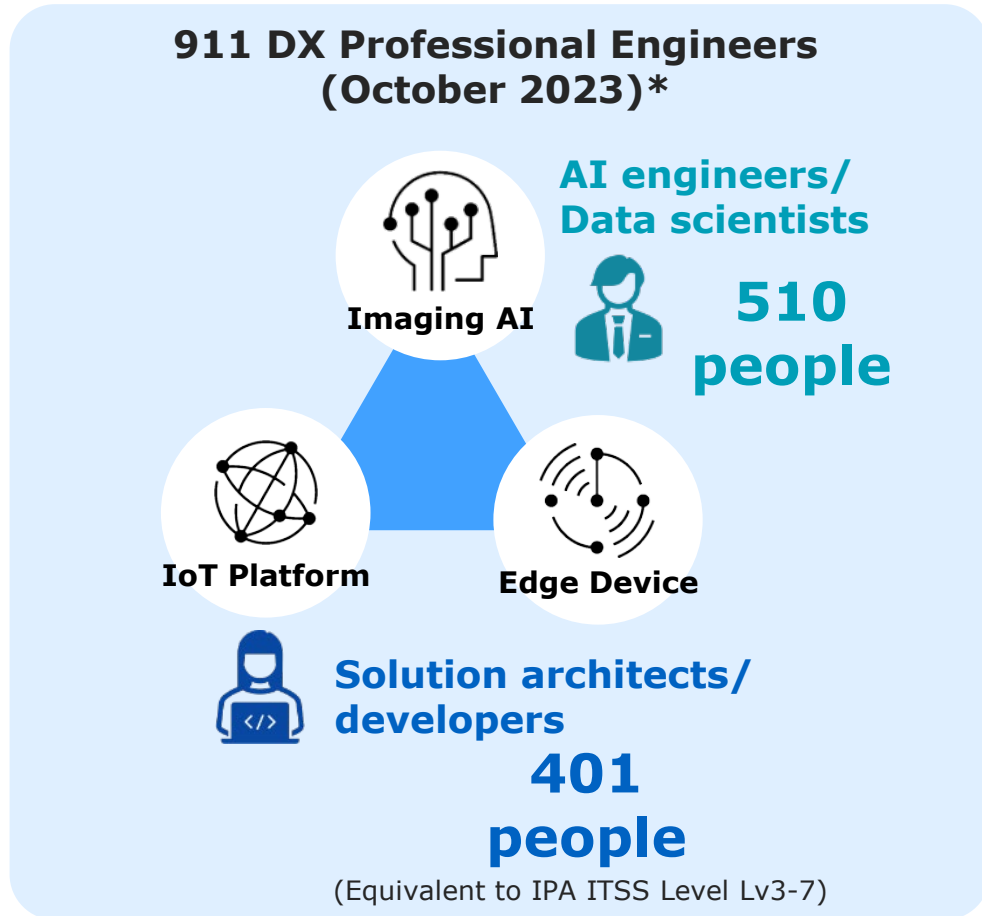 911 DX Professional Engineers
(October 2023)*
AI engineers/
Data scientists
510
people
Imaging AI
IoT Platform
Edge Device
</>
Solution architects/
developers
401
people
(Equivalent to IPA ITSS Level Lv3-7)